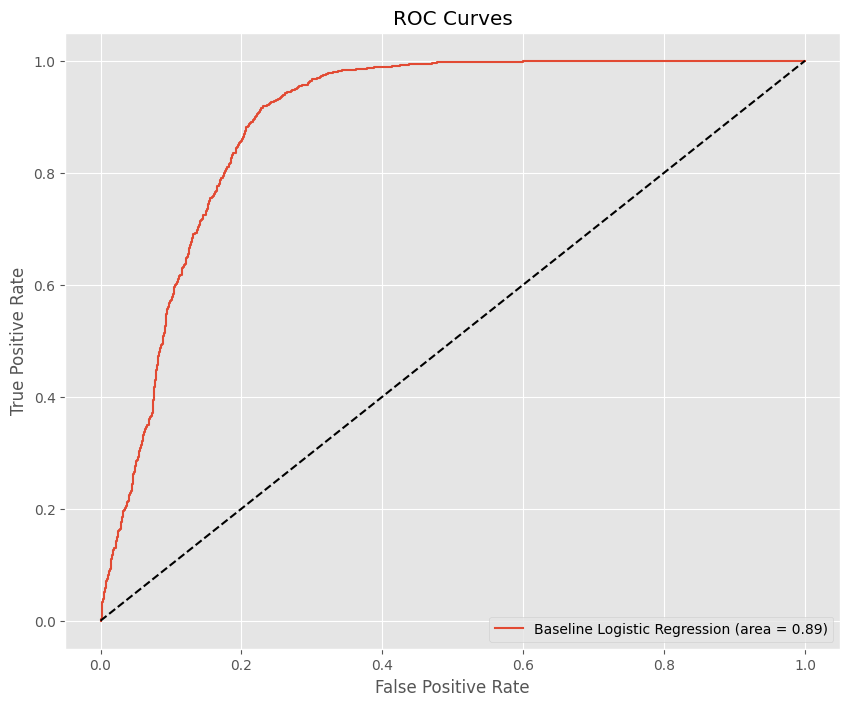 ROC Curves
1.0
0.8
0.6
0.4
0.2
0.0
True Positive Rate
0.0 0.2 0.4 0.6 0.8 1.0
False Positive Rate
Baseline Logistic Regression (area = 0.89)